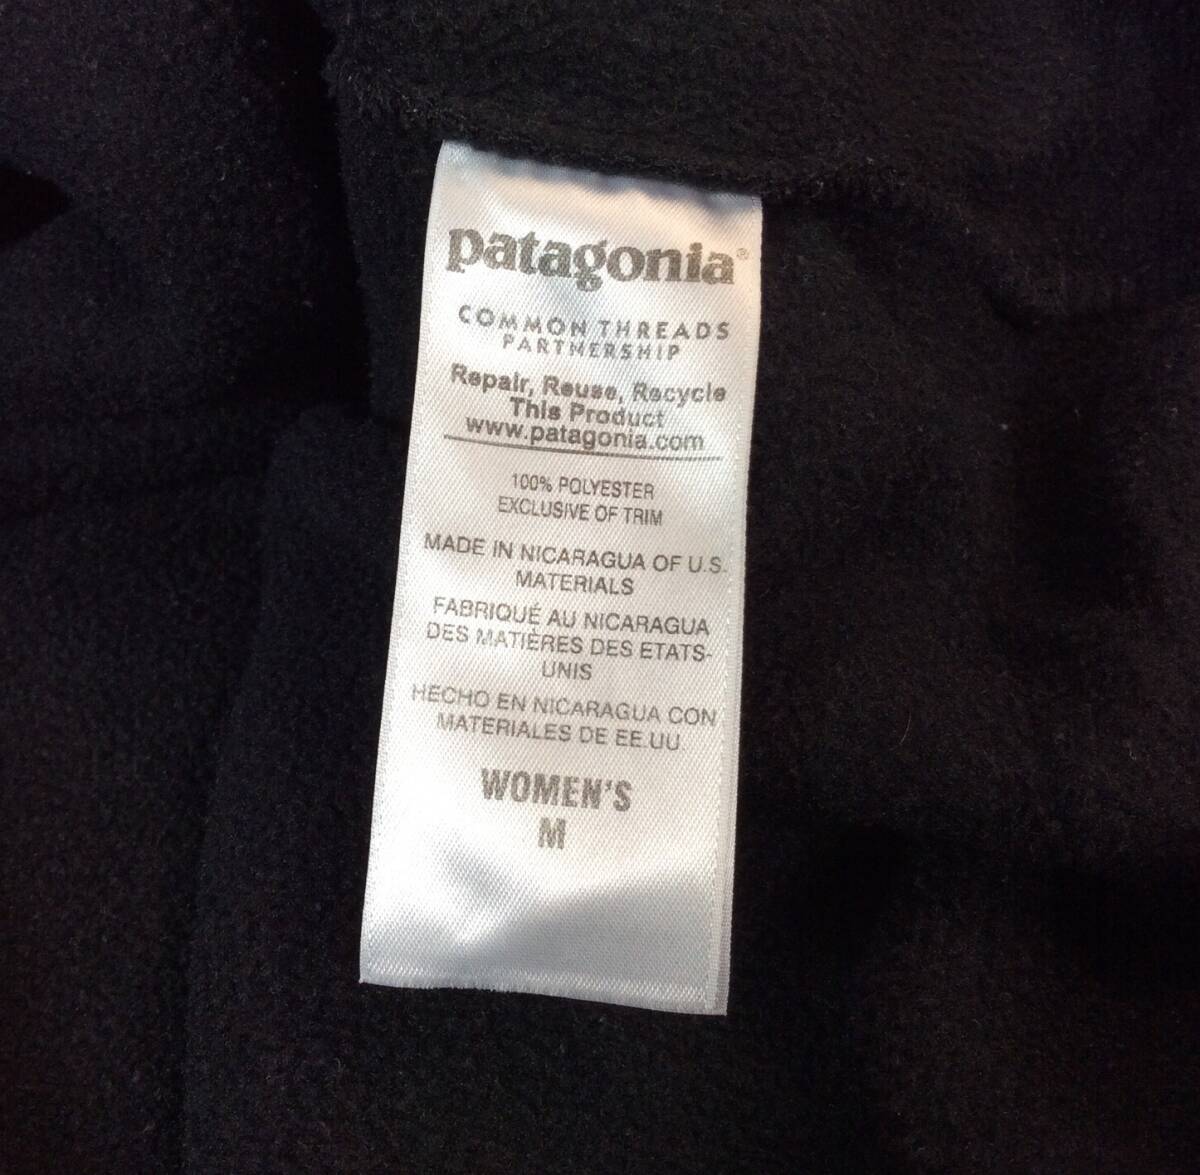 patagonia®
COMMON THREADS
PARTNERSHIP
Repair, Reuse, Recycle
This Product
www.patagonia.com
100% POLYESTER
EXCLUSIVE OF TRIM
MADE IN NICARAGUA OF U.S.
MATERIALS
FABRIQUÉ AU NICARAGUA
DES MATIÈRES DES ETATS-
UNIS
HECHO EN NICARAGUA CON
MATERIALES DE EE.UU.
WOMEN'S
M